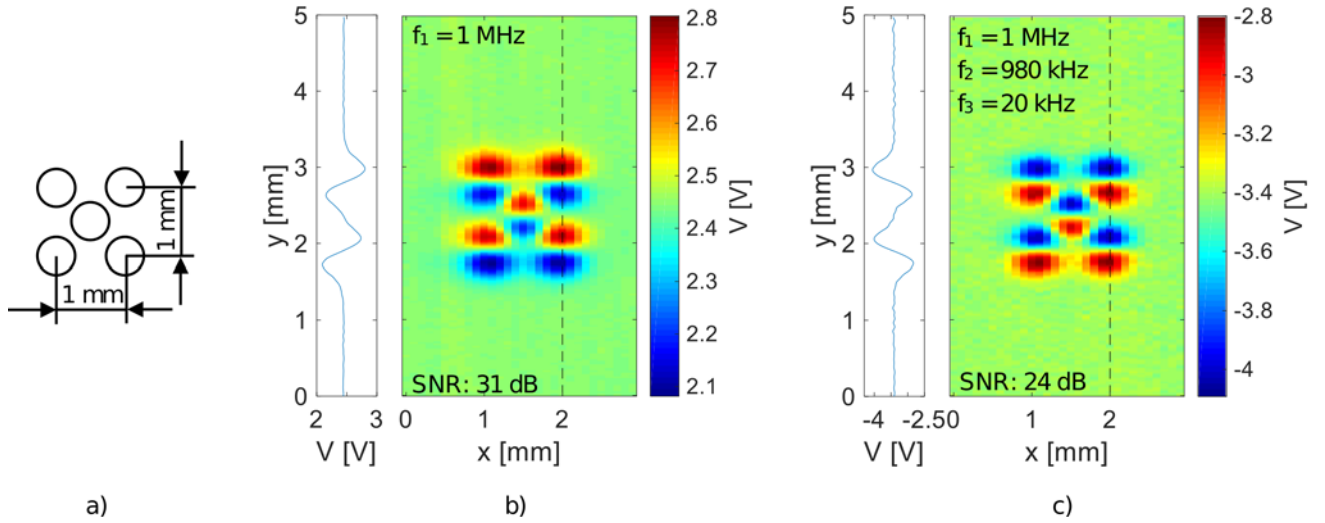 1 mm
1 mm
a)
5
4
3
2
1
0
y [mm]
2 3
V [V]
f₁ = 1 MHz
SNR: 31 dB
0 1 2
x [mm]
2.8
2.7
2.6
2.5
2.4
2.3
2.2
2.1
V [V]
b)
5
4
3
2
1
0
y [mm]
-4 -2.5
V [V]
f₁ = 1 MHz
f₂ = 980 kHz
f₃ = 20 kHz
SNR: 24 dB
0 1 2
x [mm]
-2.8
-3
-3.2
-3.4
-3.6
-3.8
-4
V [V]
c)